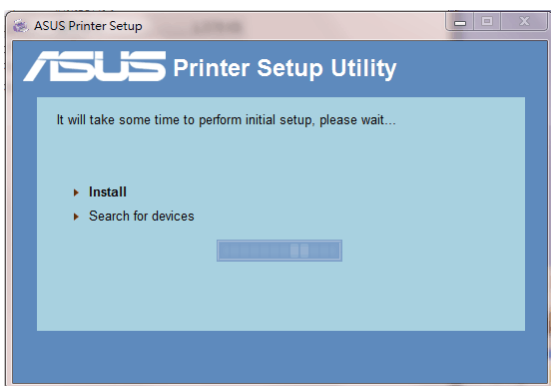 ASUS Printer Setup
ASUS Printer Setup Utility
It will take some time to perform initial setup, please wait...
Install
Search for devices